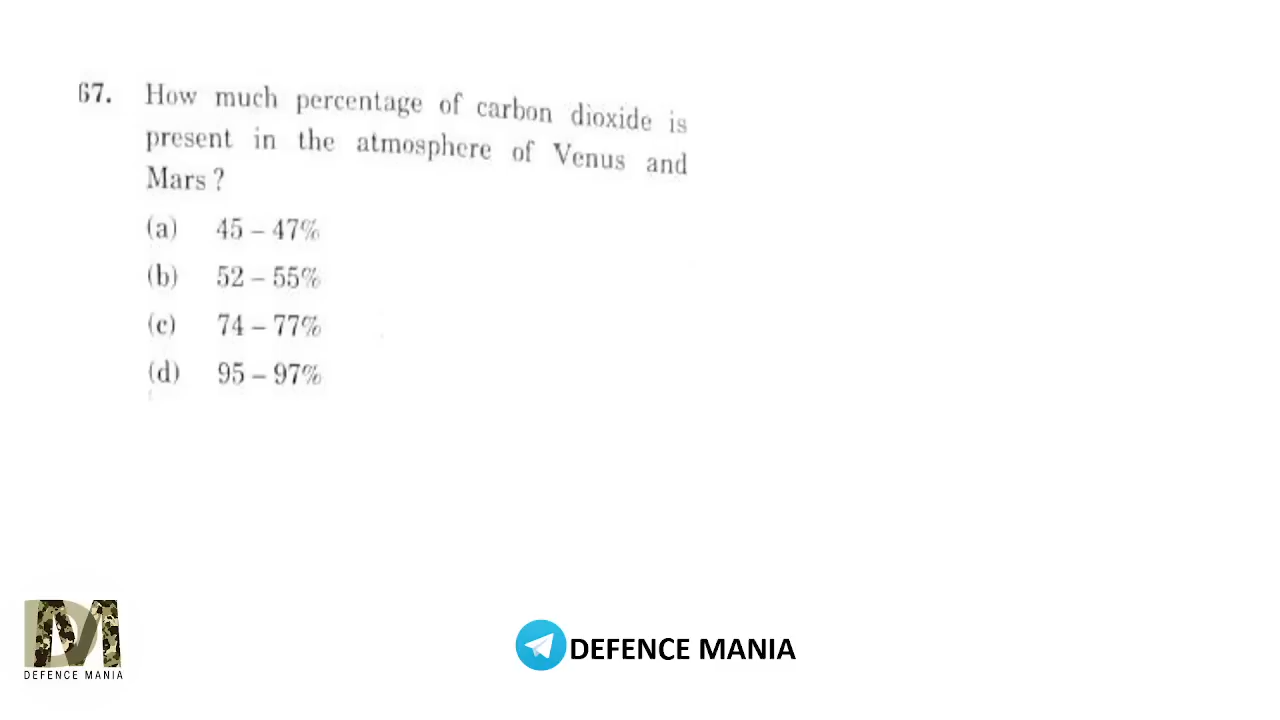 67. How much percentage of carbon dioxide is
present in the atmosphere of Venus and
Mars ?
(a) 45 – 47%
(b) 52 – 55%
(c) 74 – 77%
(d) 95 – 97%
DM
DEFENCE MANIA
DEFENCE MANIA